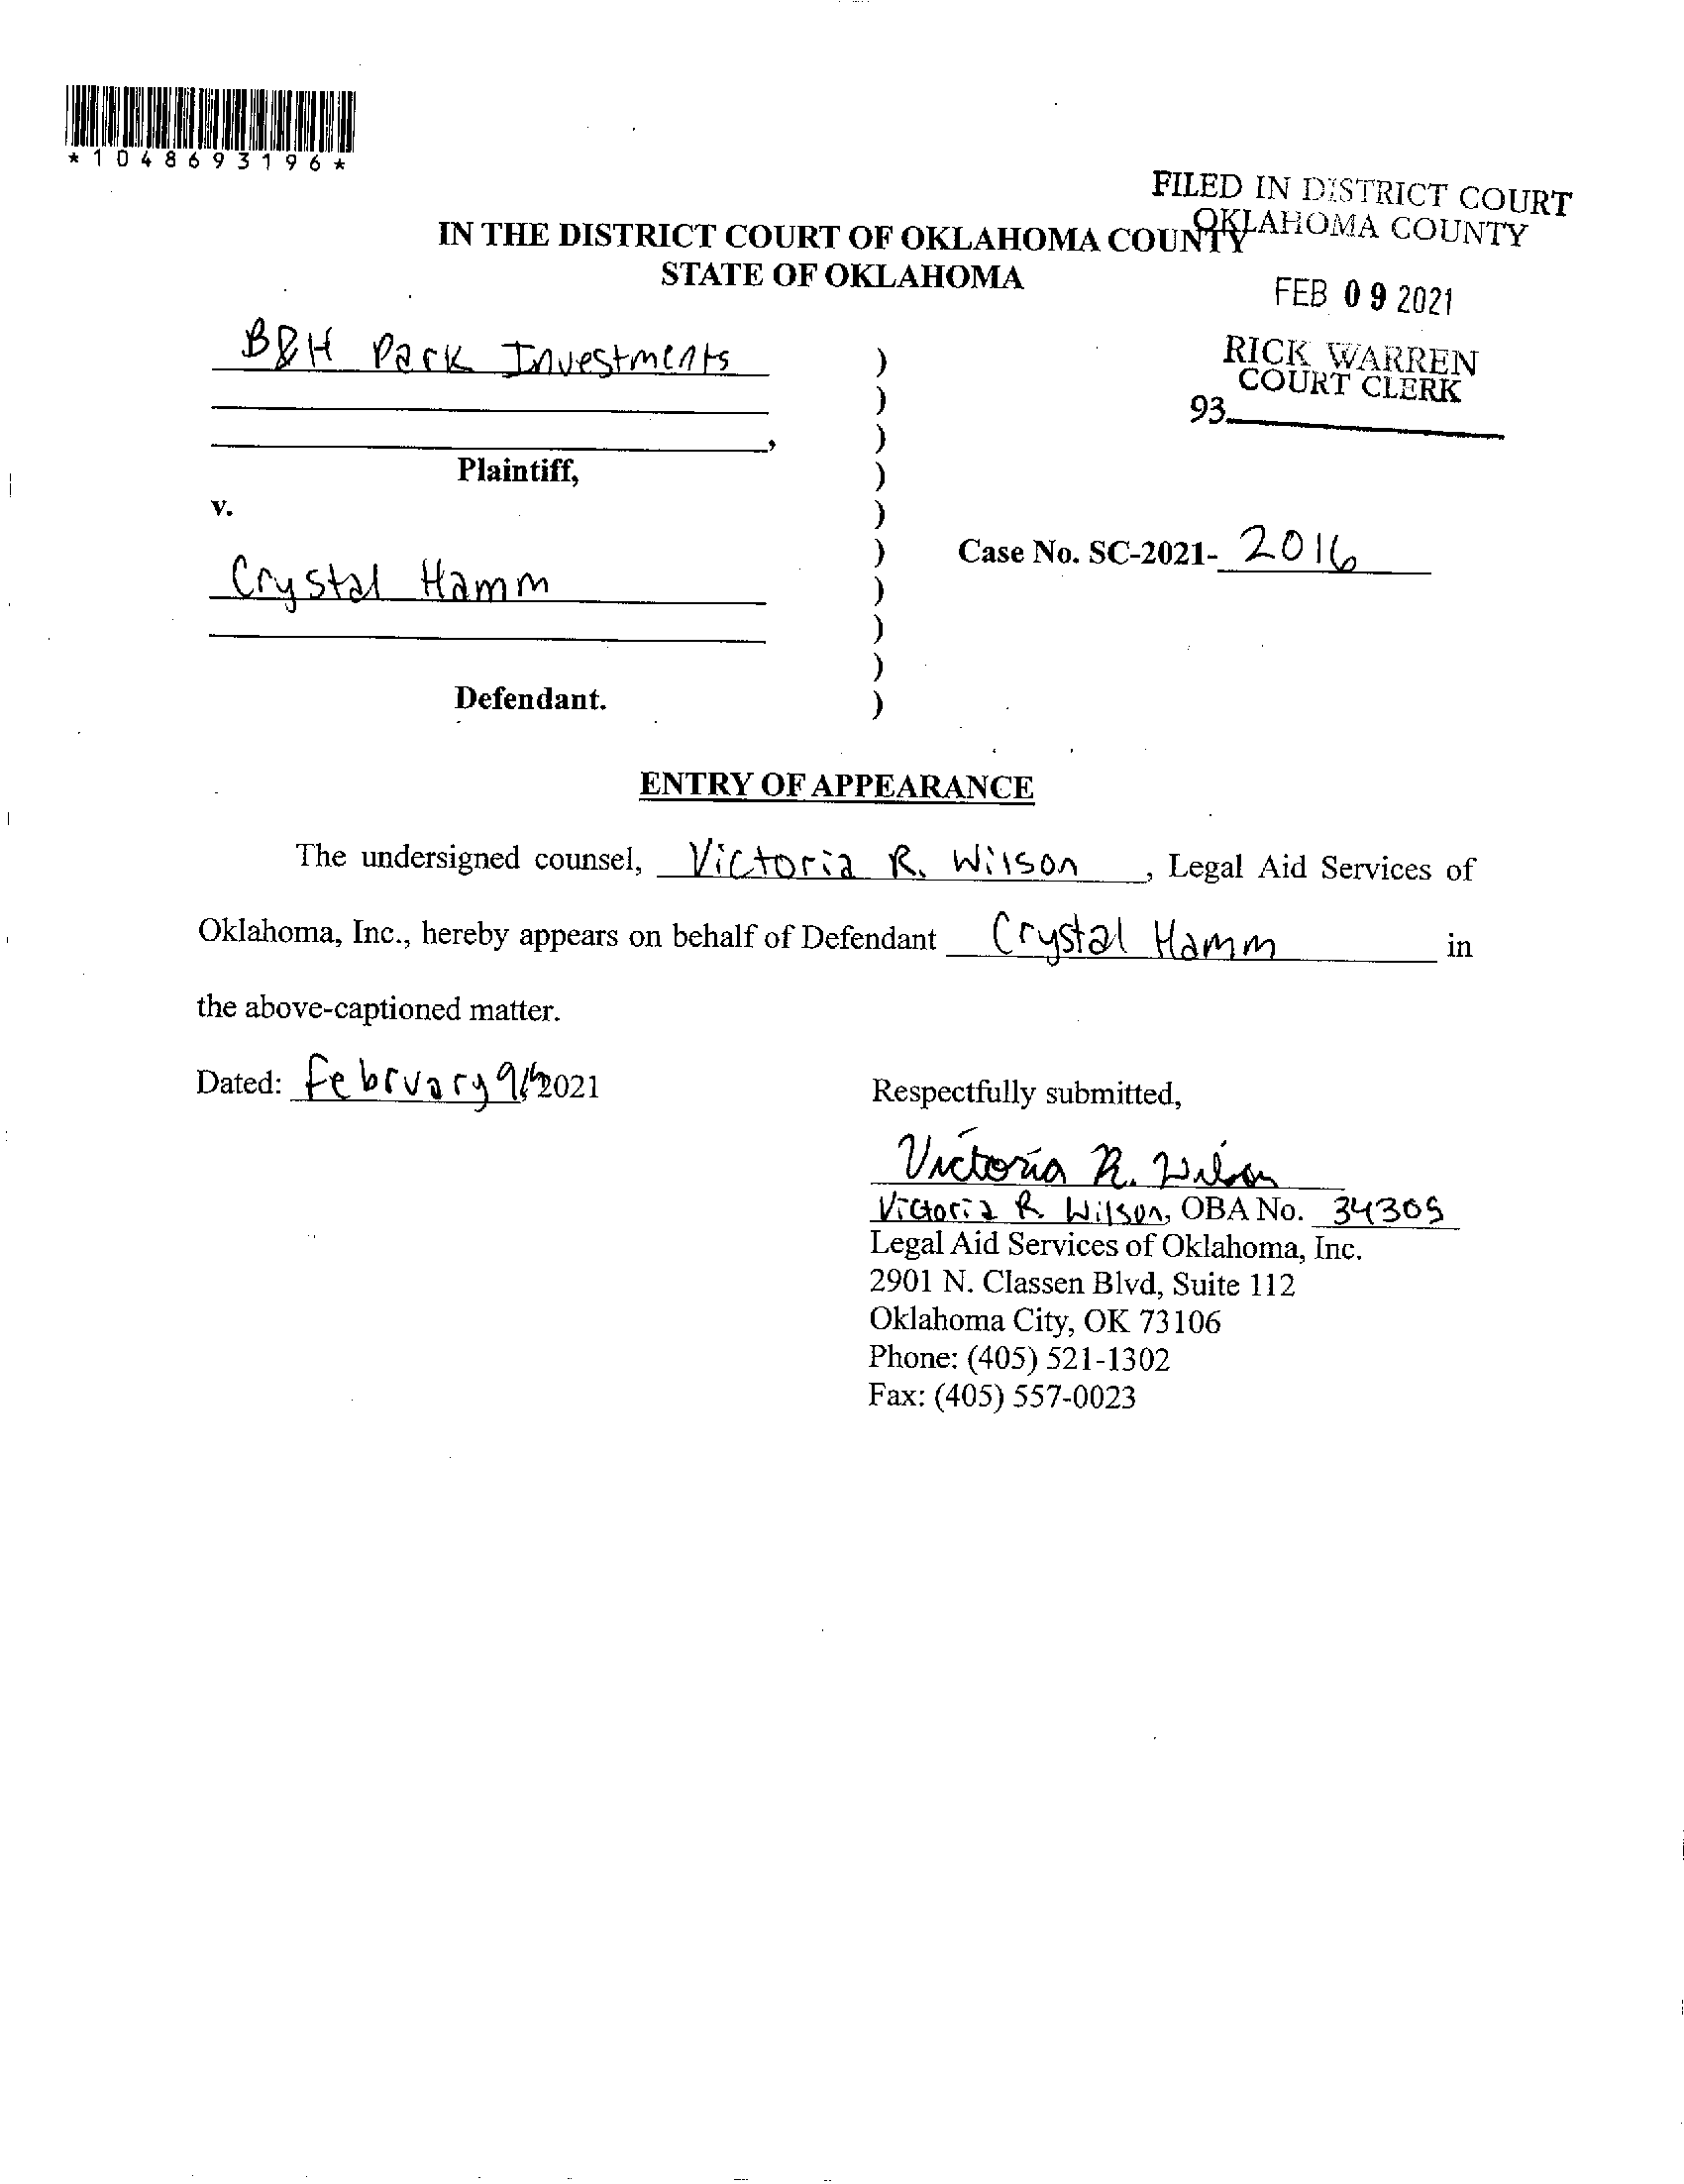 *1048693196*
FILED IN DISTRICT COURT
OKLAHOMA COUNTY
IN THE DISTRICT COURT OF OKLAHOMA COUNTY
STATE OF OKLAHOMA
FEB 09 2021
RICK WARREN
COURT CLERK
93
B&H Park Investments )
)
, )
Plaintiff, )
v. )
) Case No. SC-2021- 2016
Crystal Hamm )
)
)
Defendant. )
ENTRY OF APPEARANCE
The undersigned counsel, Victoria R. Wilson, Legal Aid Services of
Oklahoma, Inc., hereby appears on behalf of Defendant Crystal Hamm in
the above-captioned matter.
Dated: February 9th 2021
Respectfully submitted,
Victoria R. Wilson
Victoria R Wilson, OBA No. 34309
Legal Aid Services of Oklahoma, Inc.
2901 N. Classen Blvd, Suite 112
Oklahoma City, OK 73106
Phone: (405) 521-1302
Fax: (405) 557-0023